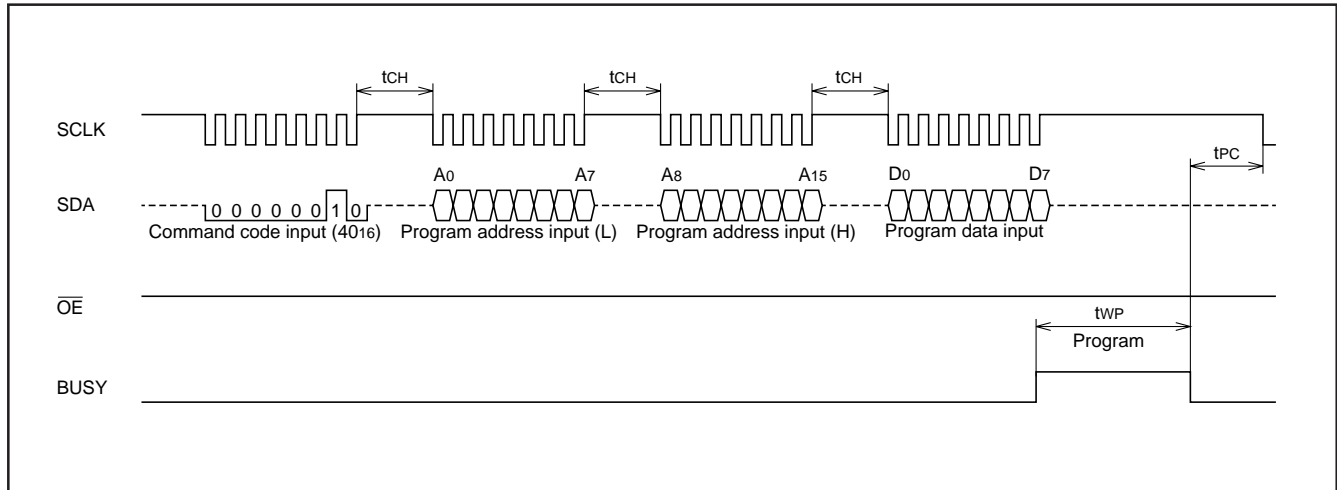 tCH tCH tCH
SCLK
tPC
A0 A7 A8 A15 D0 D7
SDA
0 0 0 0 0 0 1 0
Command code input (4016) Program address input (L) Program address input (H) Program data input
OE
tWP
Program
BUSY